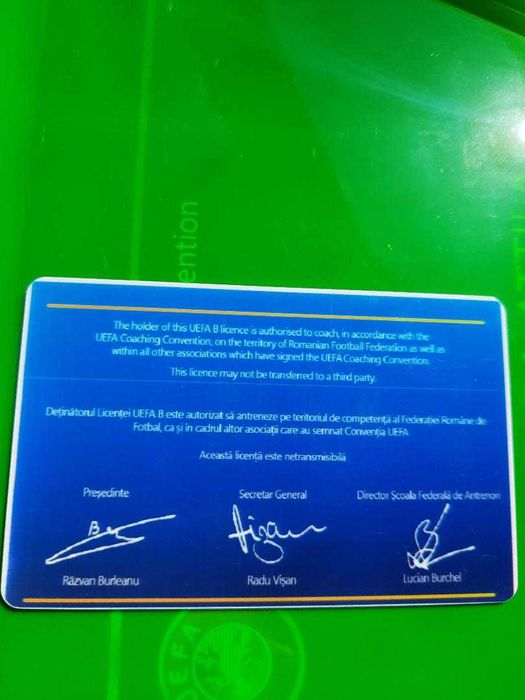 ention
The holder of this UEFA B licence is authorised to coach, in accordance with the
UEFA Coaching Convention, on the territory of Romanian Football Federation as well as
within all other associations which have signed the UEFA Coaching Convention.
This licence may not be transferred to a third party.
Deținătorul Licenței UEFA B este autorizat să antreneze pe teritoriul de competență al Federației Române de
Fotbal, ca și în cadrul altor asociații care au semnat Convenția UEFA
Această licență este netransmisibilă
Președinte
Secretar General
Director Școala Federală de Antrenori
Răzvan Burleanu
Radu Vișan
Lucian Burchel
UEFA